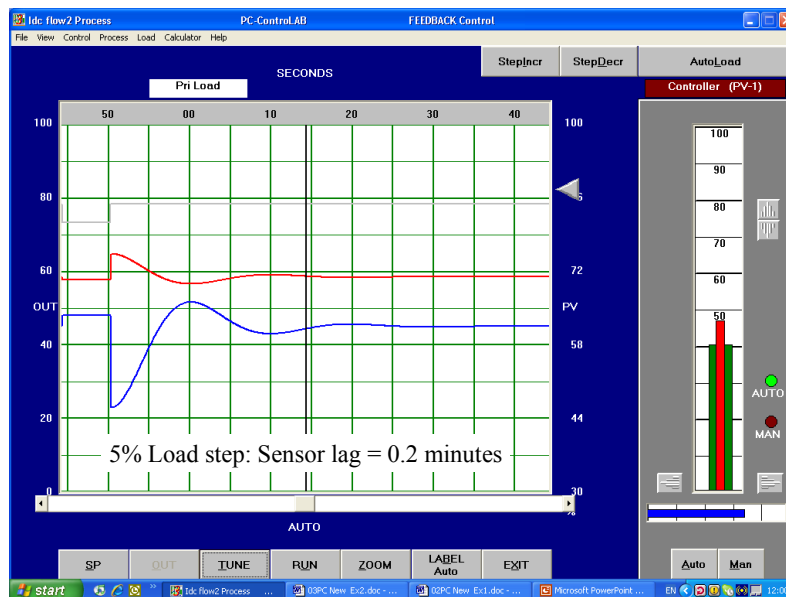 Idc flow2 Process PC-ControLAB FEEDBACK Control
File View Control Process Load Calculator Help
StepIncr StepDecr AutoLoad
SECONDS
Pri Load Controller (PV-1)
50 00 10 20 30 40
100 100 100
90
80 80
70
60 72 60
OUT PV 50
40 58
AUTO
20 44
MAN
5% Load step: Sensor lag = 0.2 minutes
0 30
%
AUTO
SP OUT TUNE RUN ZOOM LABEL Auto EXIT Auto Man
start Idc flow2 Process ... 03PC New Ex2.doc - ... 02PC New Ex1.doc - ... Microsoft PowerPoint ... EN 12:00